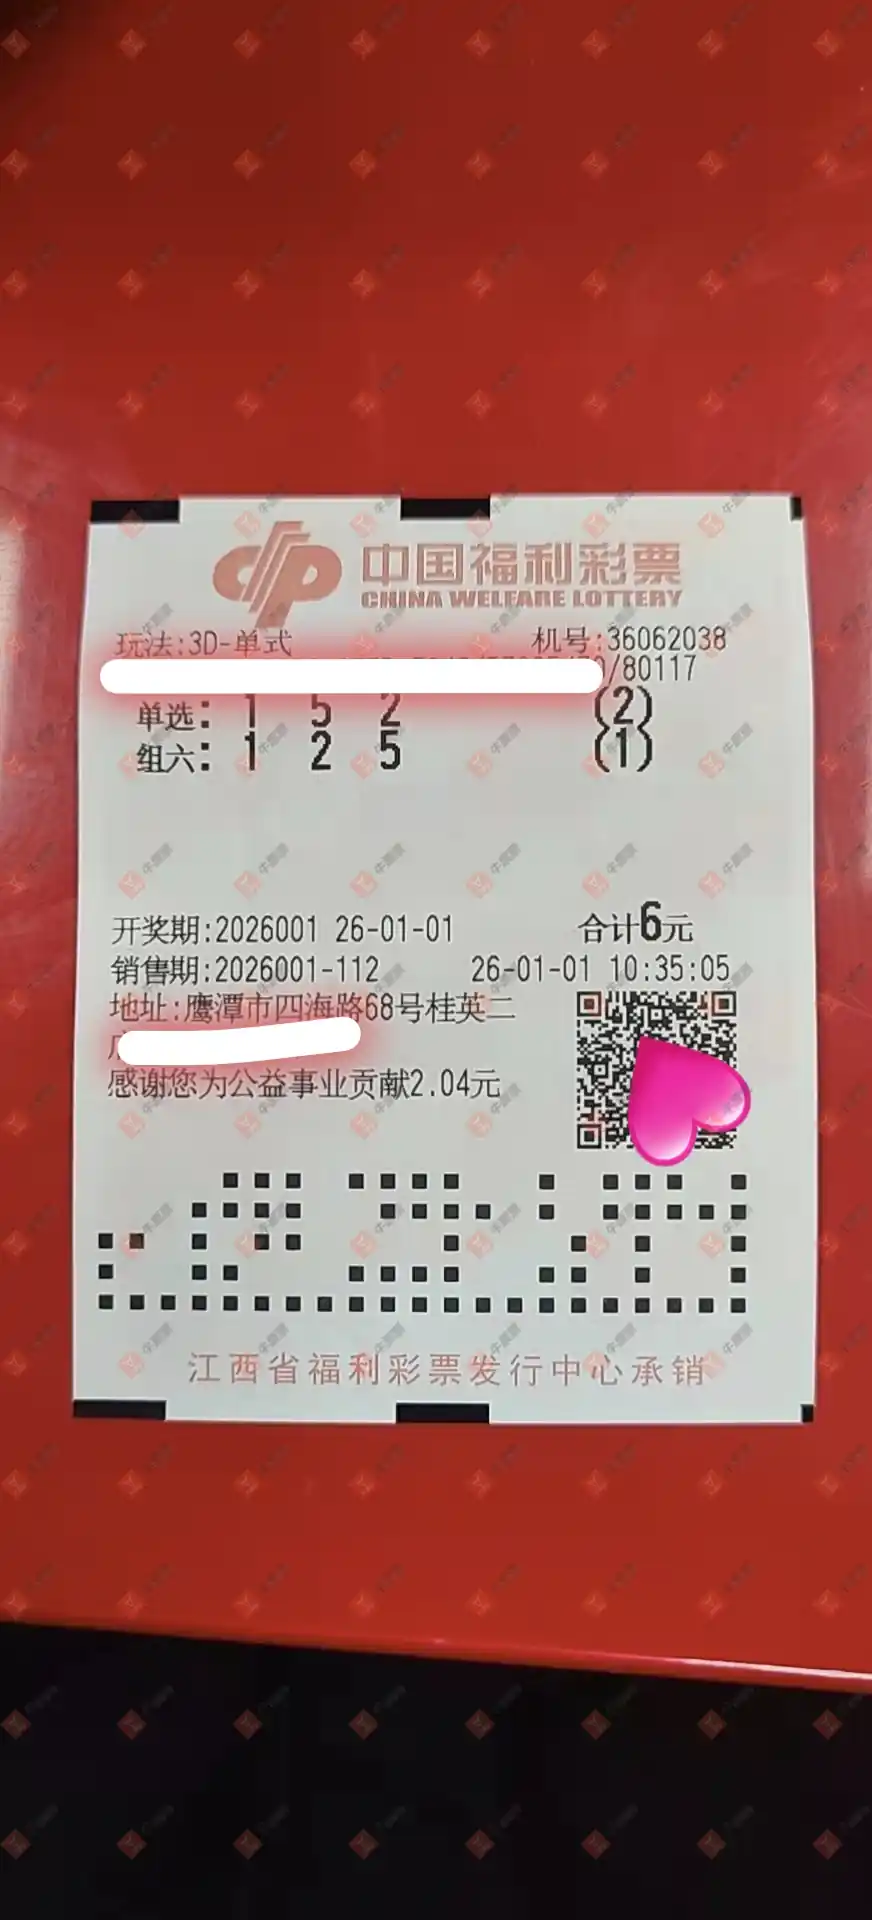 中国福利彩票
CHINA WELFARE LOTTERY
玩法:3D-单式 机号:36062038
/80117
单选: 1 5 2 (2)
组六: 1 2 5 (1)
开奖期:2026001 26-01-01 合计6元
销售期:2026001-112 26-01-01 10:35:05
地址:鹰潭市四海路68号桂英二
感谢您为公益事业贡献2.04元
江西省福利彩票发行中心承销